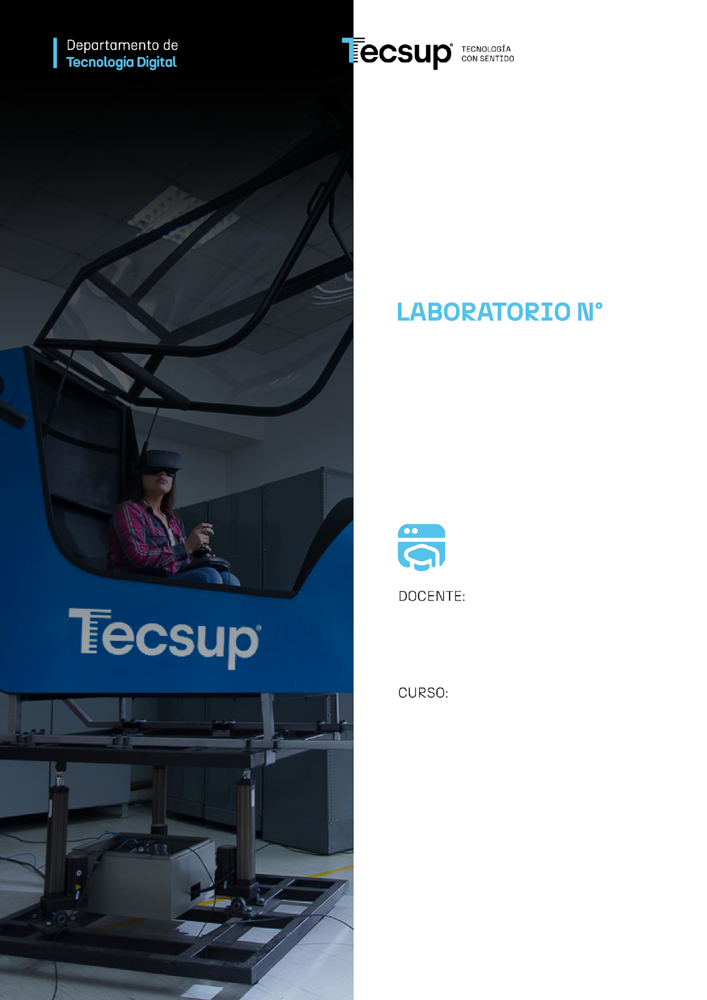 Departamento de
Tecnología Digital
Tecsup®
TECNOLOGÍA
CON SENTIDO
LABORATORIO N°
DOCENTE:
Tecsup®
CURSO: